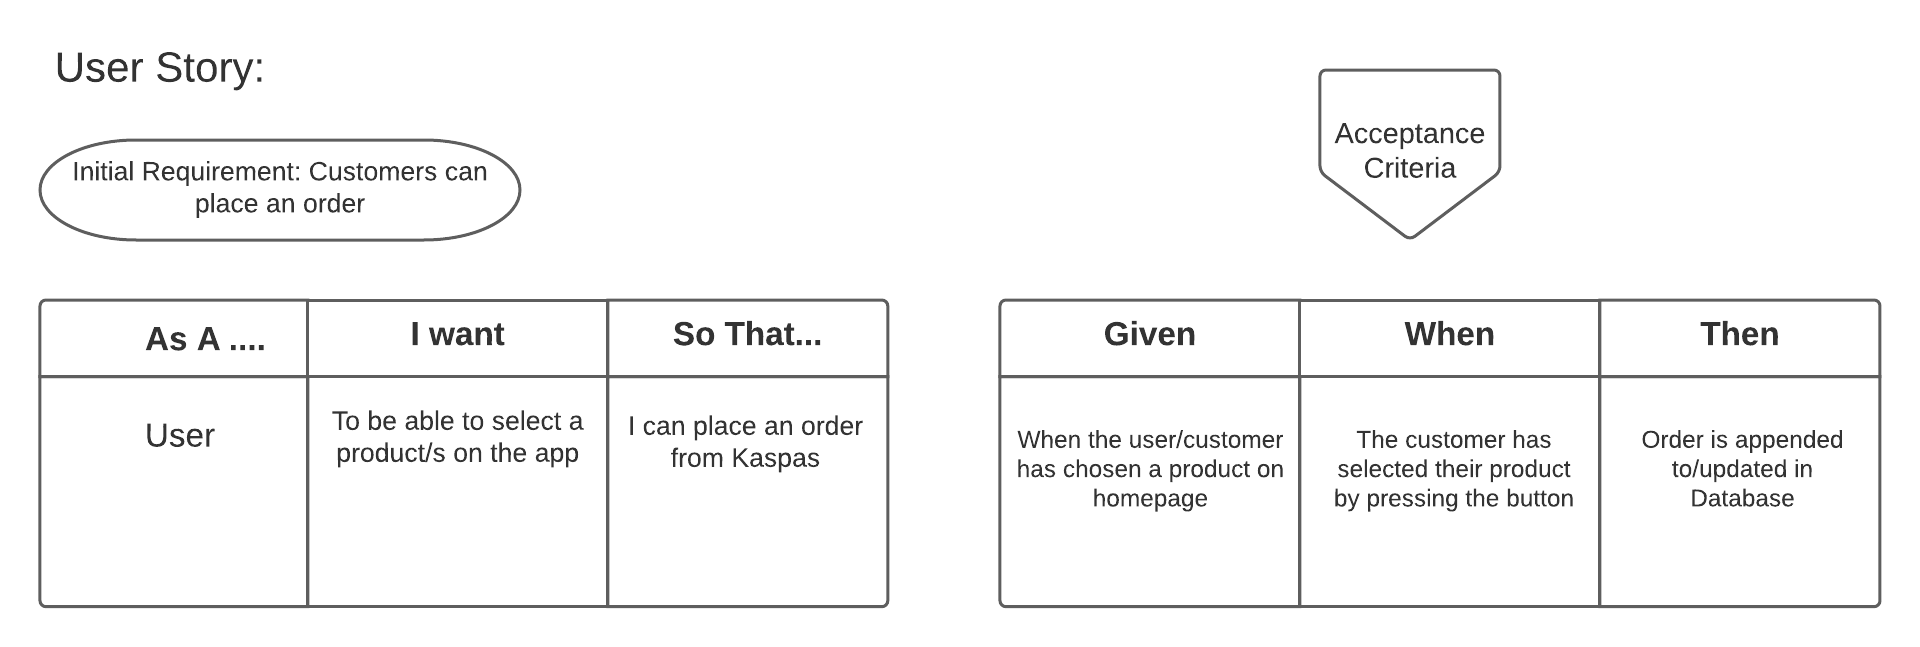 User Story:
Initial Requirement: Customers can
place an order
As A ....
I want
So That...
User
To be able to select a
product/s on the app
I can place an order
from Kaspas
Acceptance
Criteria
Given
When
Then
When the user/customer
has chosen a product on
homepage
The customer has
selected their product
by pressing the button
Order is appended
to/updated in
Database